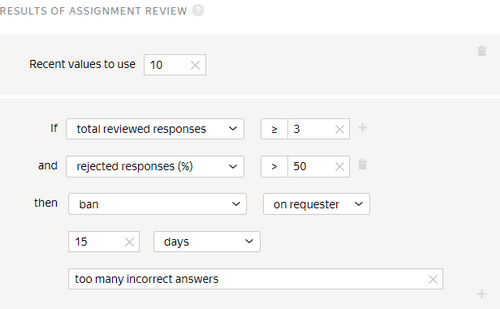 RESULTS OF ASSIGNMENT REVIEW ?
Recent values to use 10
If total reviewed responses ≥ 3
and rejected responses (%) > 50
then ban on requester
15 days
too many incorrect answers